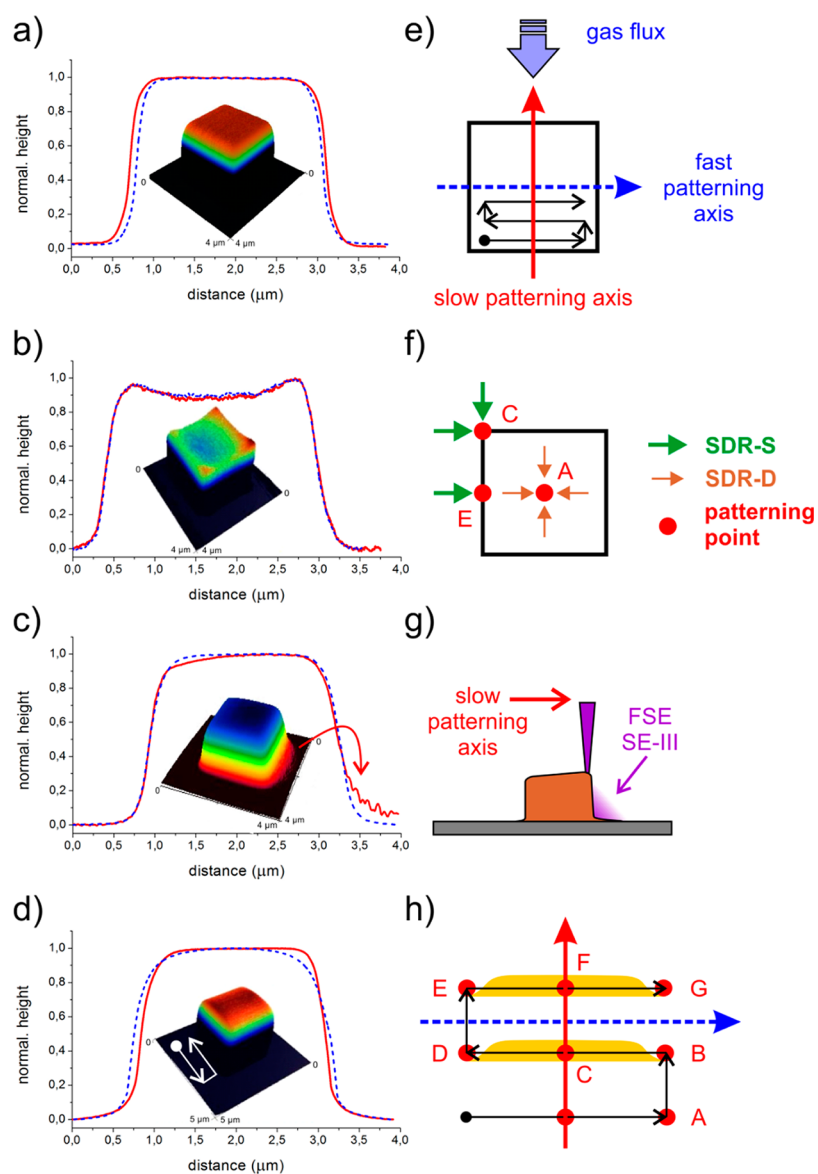 a)
normal. height
1,0
0,8
0,6
0,4
0,2
0,0
0
0
4 µm
4 µm
0,0 0,5 1,0 1,5 2,0 2,5 3,0 3,5 4,0
distance (µm)
e)
gas flux
fast
patterning
axis
slow patterning axis
b)
normal. height
1,0
0,8
0,6
0,4
0,2
0,0
0
0
4 µm
4 µm
0,0 0,5 1,0 1,5 2,0 2,5 3,0 3,5 4,0
distance (µm)
f)
C
A
E
SDR-S
SDR-D
patterning
point
c)
normal. height
1,0
0,8
0,6
0,4
0,2
0,0
0
0
4 µm
4 µm
0,0 0,5 1,0 1,5 2,0 2,5 3,0 3,5 4,0
distance (µm)
g)
slow
patterning
axis
FSE
SE-III
d)
normal. height
1,0
0,8
0,6
0,4
0,2
0,0
0
0
5 µm
5 µm
0,0 0,5 1,0 1,5 2,0 2,5 3,0 3,5 4,0
distance (µm)
h)
F
E
G
D
B
C
A